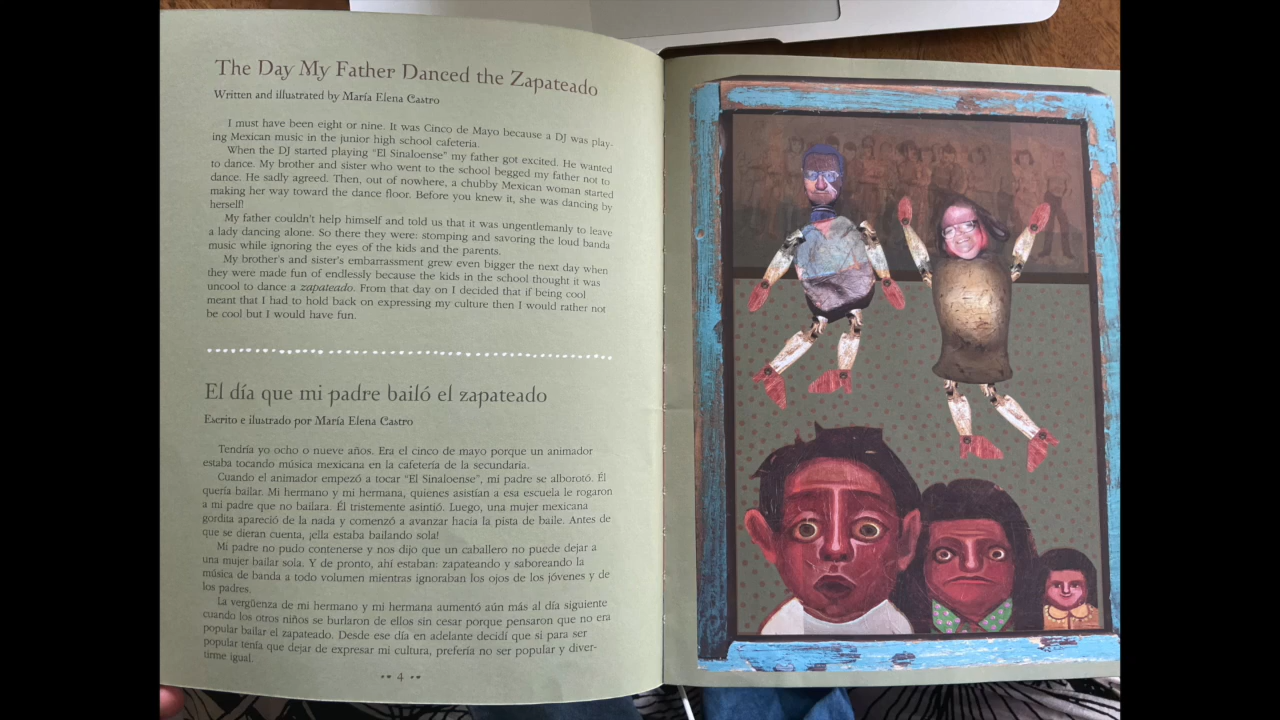 The Day My Father Danced the Zapateado
Written and illustrated by María Elena Castro
I must have been eight or nine. It was Cinco de Mayo because a DJ was play-
ing Mexican music in the junior high school cafeteria.
When the DJ started playing “El Sinaloense” my father got excited. He wanted
to dance. My brother and sister who went to the school begged my father not to
dance. He sadly agreed. Then, out of nowhere, a chubby Mexican woman started
making her way toward the dance floor. Before you knew it, she was dancing by
herself!
My father couldn’t help himself and told us that it was ungentlemanly to leave
a lady dancing alone. So there they were: stomping and savoring the loud banda
music while ignoring the eyes of the kids and the parents.
My brother’s and sister’s embarrassment grew even bigger the next day when
they were made fun of endlessly because the kids in the school thought it was
uncool to dance a zapateado. From that day on I decided that if being cool
meant that I had to hold back on expressing my culture then I would rather not
be cool but I would have fun.
El día que mi padre bailó el zapateado
Escrito e ilustrado por María Elena Castro
Tendría yo ocho o nueve años. Era el cinco de mayo porque un animador
estaba tocando música mexicana en la cafetería de la secundaria.
Cuando el animador empezó a tocar “El Sinaloense”, mi padre se alborotó. Él
quería bailar. Mi hermano y mi hermana, quienes asistían a esa escuela le rogaron
a mi padre que no bailara. Él tristemente asintió. Luego, una mujer mexicana
gordita apareció de la nada y comenzó a avanzar hacia la pista de baile. Antes de
que se dieran cuenta, ¡ella estaba bailando sola!
Mi padre no pudo contenerse y nos dijo que un caballero no puede dejar a
una mujer bailar sola. Y de pronto, ahí estaban: zapateando y saboreando la
música de banda a todo volumen mientras ignoraban los ojos de los jóvenes y de
los padres.
La vergüenza de mi hermano y mi hermana aumentó aún más al día siguiente
cuando los otros niños se burlaron de ellos sin cesar porque pensaron que no era
popular bailar el zapateado. Desde ese día en adelante decidí que si para ser
popular tenía que dejar de expresar mi cultura, prefería no ser popular y diver-
tirme igual.
4